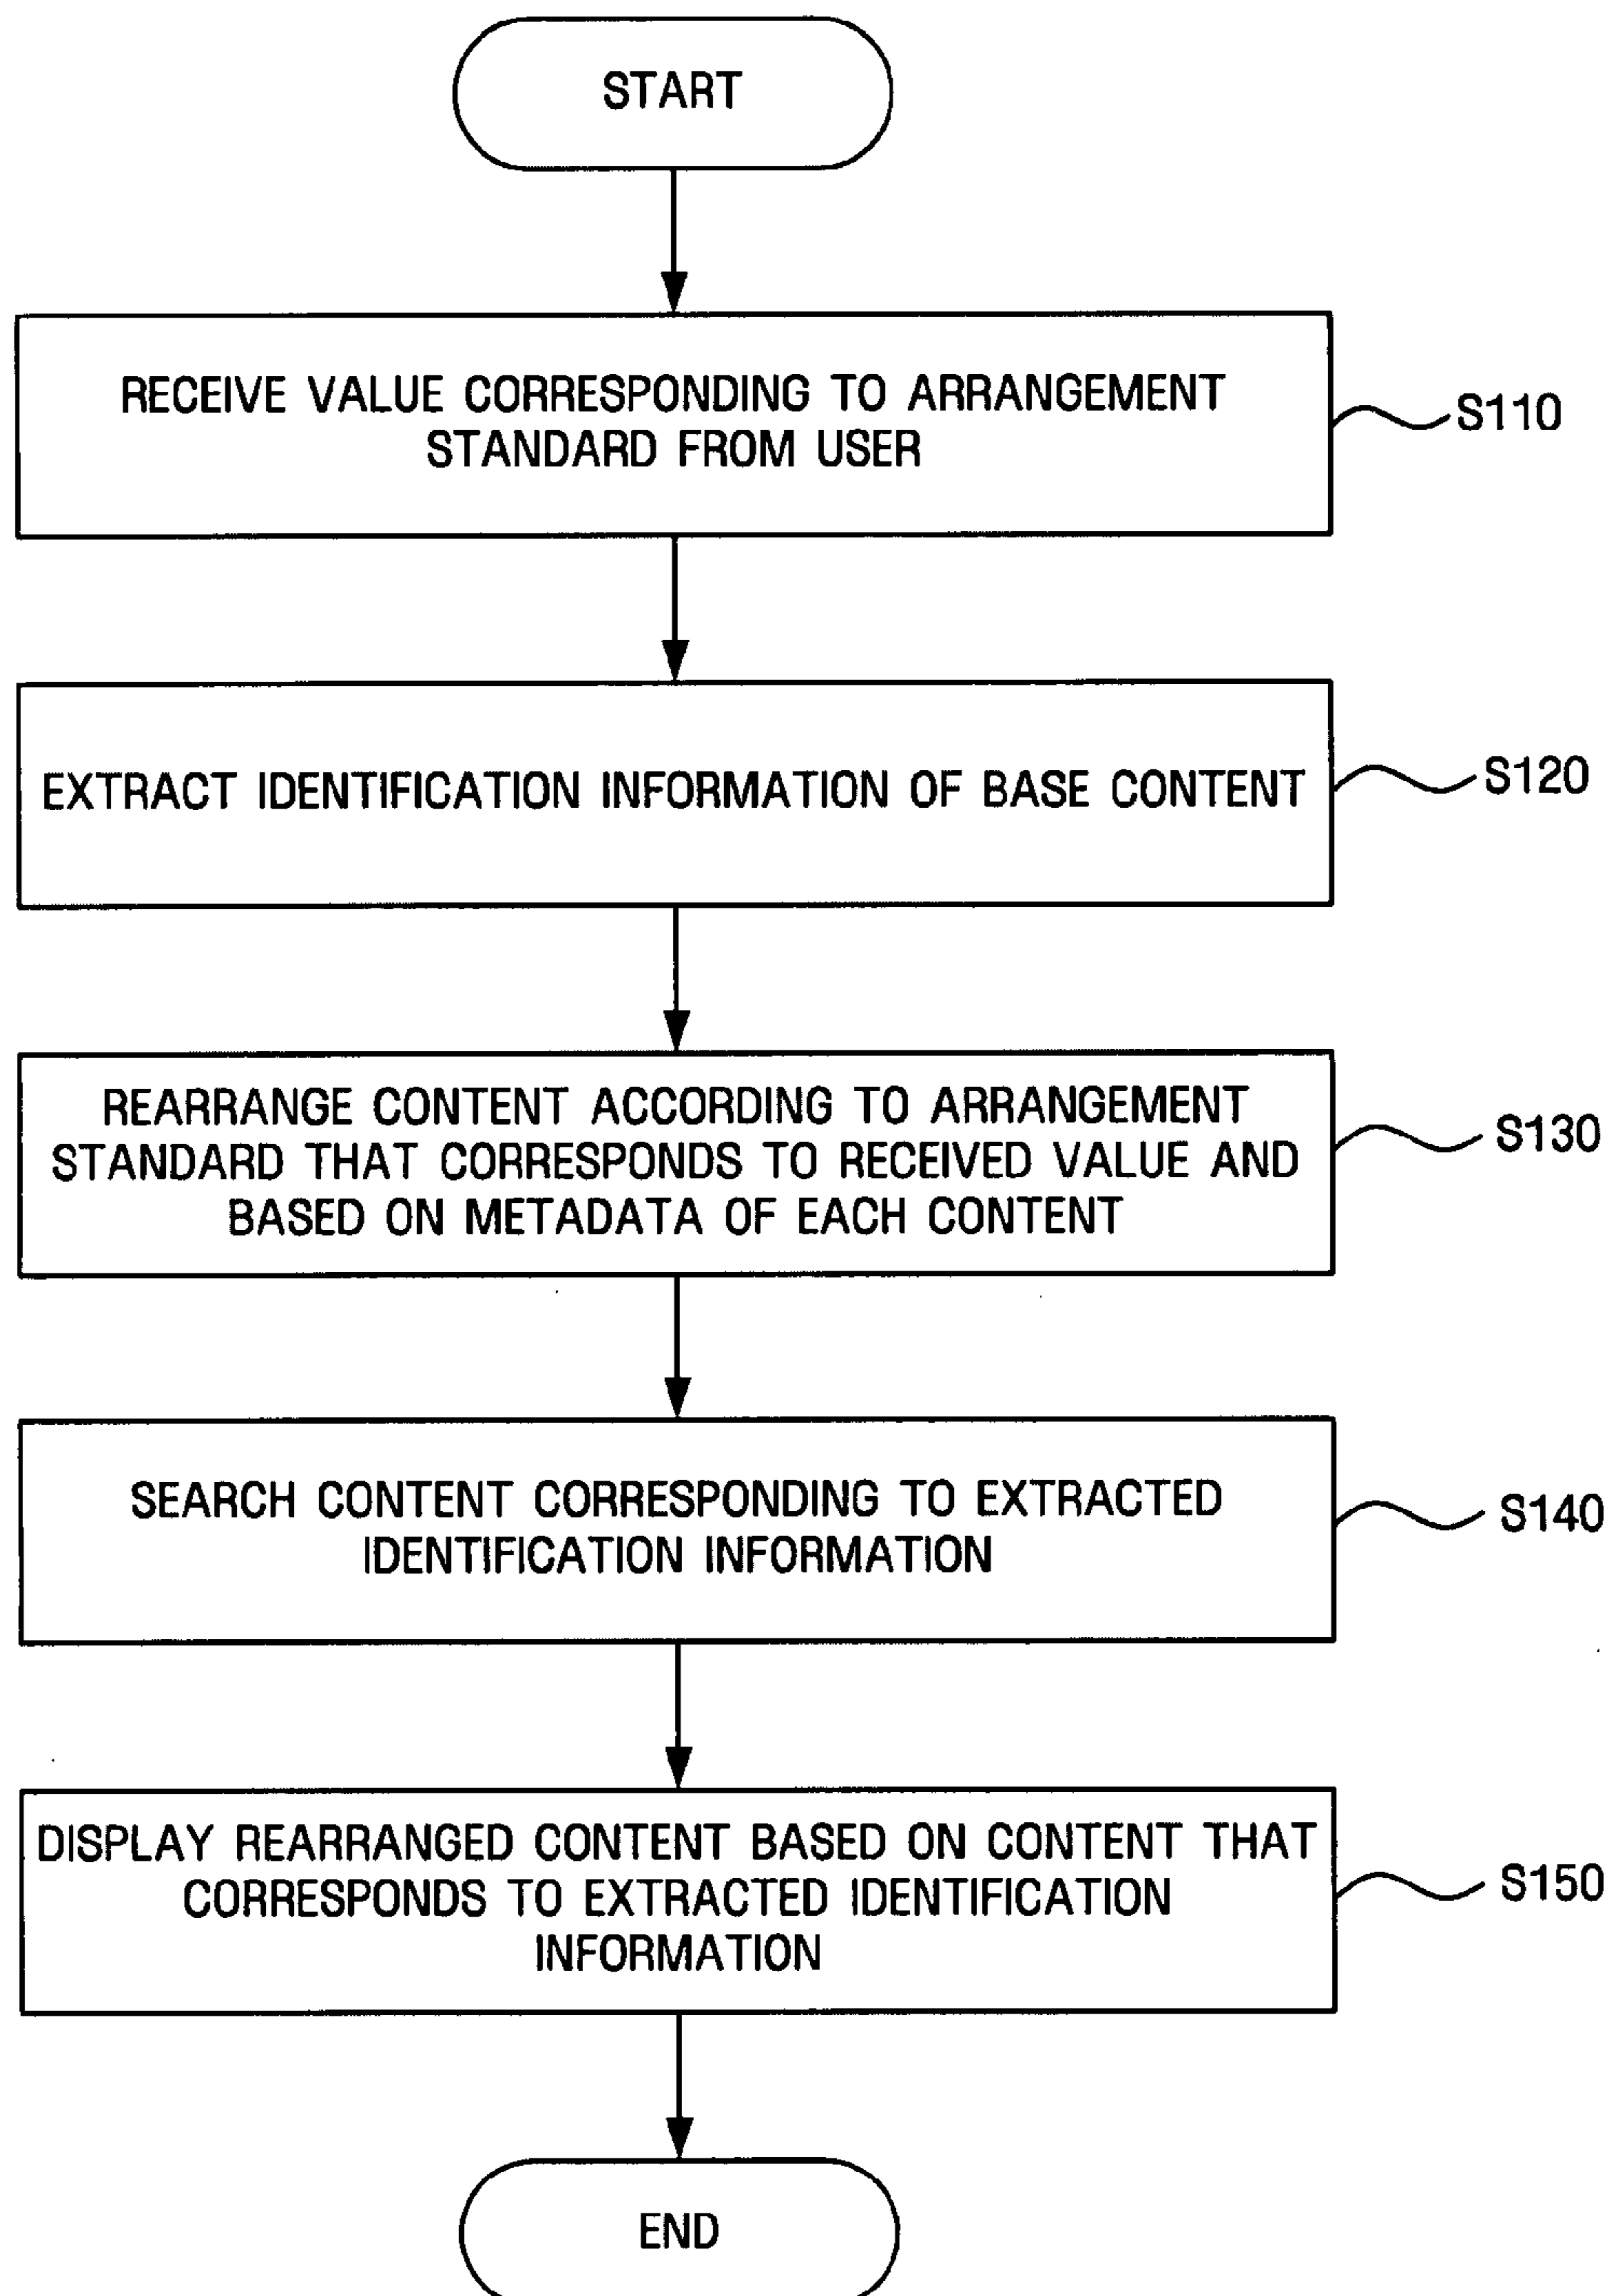 START
RECEIVE VALUE CORRESPONDING TO ARRANGEMENT
STANDARD FROM USER
S110
EXTRACT IDENTIFICATION INFORMATION OF BASE CONTENT
S120
REARRANGE CONTENT ACCORDING TO ARRANGEMENT
STANDARD THAT CORRESPONDS TO RECEIVED VALUE AND
BASED ON METADATA OF EACH CONTENT
S130
SEARCH CONTENT CORRESPONDING TO EXTRACTED
IDENTIFICATION INFORMATION
S140
DISPLAY REARRANGED CONTENT BASED ON CONTENT THAT
CORRESPONDS TO EXTRACTED IDENTIFICATION
INFORMATION
S150
END